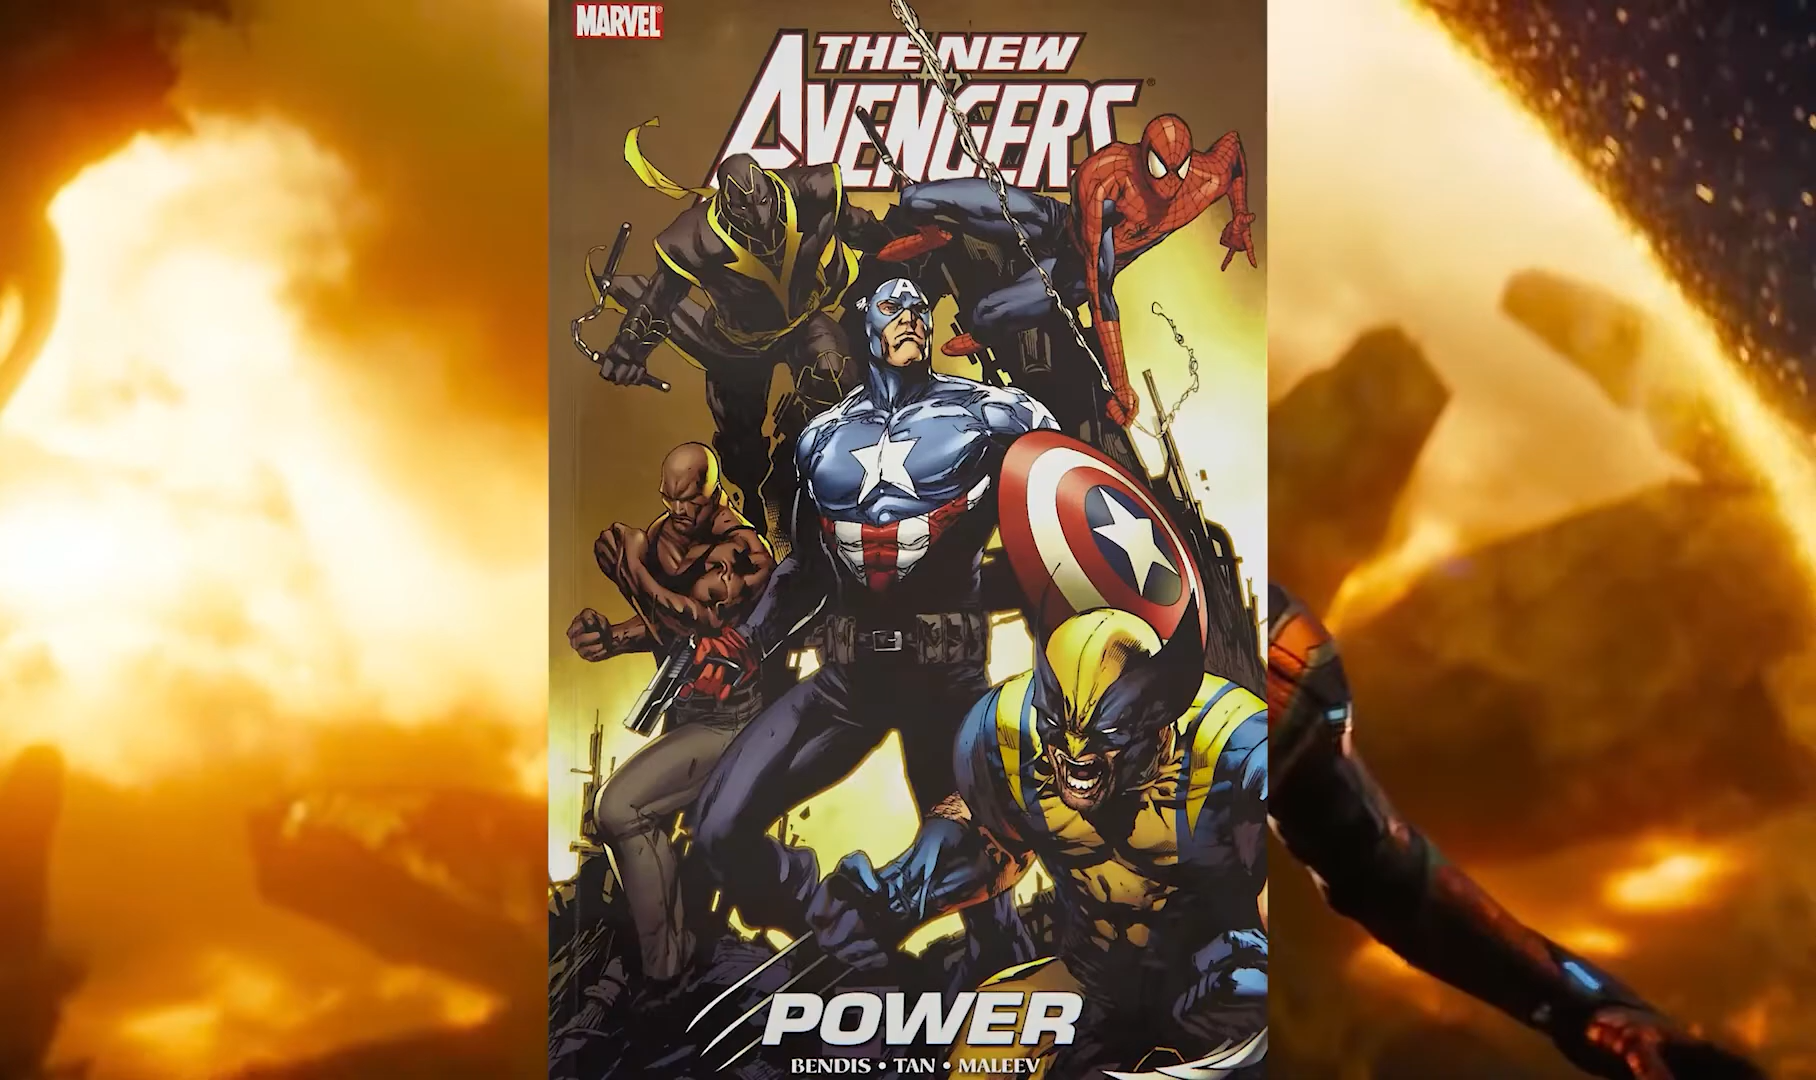 MARVEL
THE NEW
AVENGERS
POWER
BENDIS • TAN • MALEEV